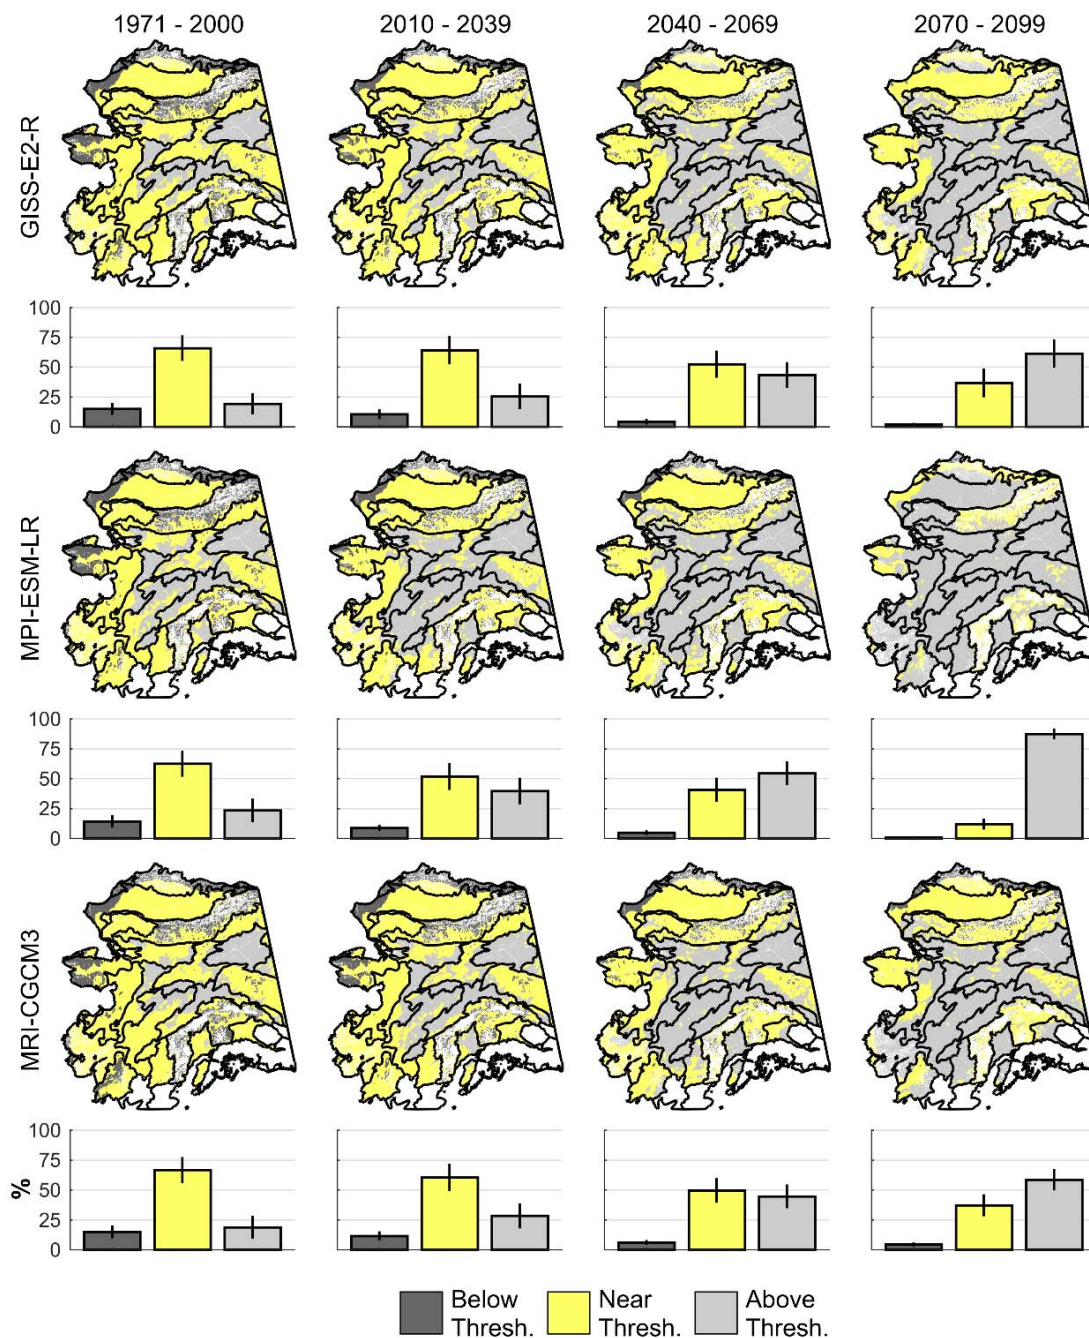 1971 - 2000
2010 - 2039
2040 - 2069
2070 - 2099
GISS-E2-R
100
75
50
25
0
MPI-ESM-LR
100
75
50
25
0
MRI-CGCM3
100
75
50
25
0
%
Below
Thresh.
Near
Thresh.
Above
Thresh.